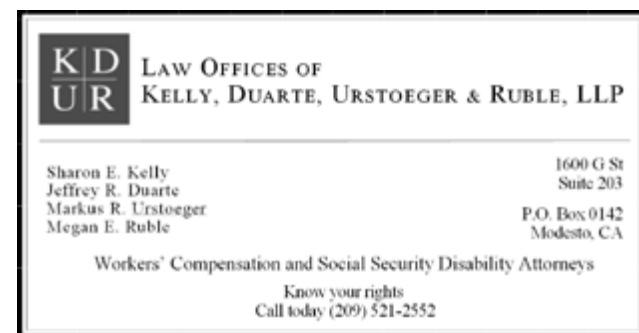 K D
U R
LAW OFFICES OF
KELLY, DUARTE, URSTOEGER & RUBLE, LLP
Sharon E. Kelly
Jeffrey R. Duarte
Markus R. Urstoeger
Megan E. Ruble
1600 G St
Suite 203
P.O. Box 0142
Modesto, CA
Workers' Compensation and Social Security Disability Attorneys
Know your rights
Call today (209) 521-2552